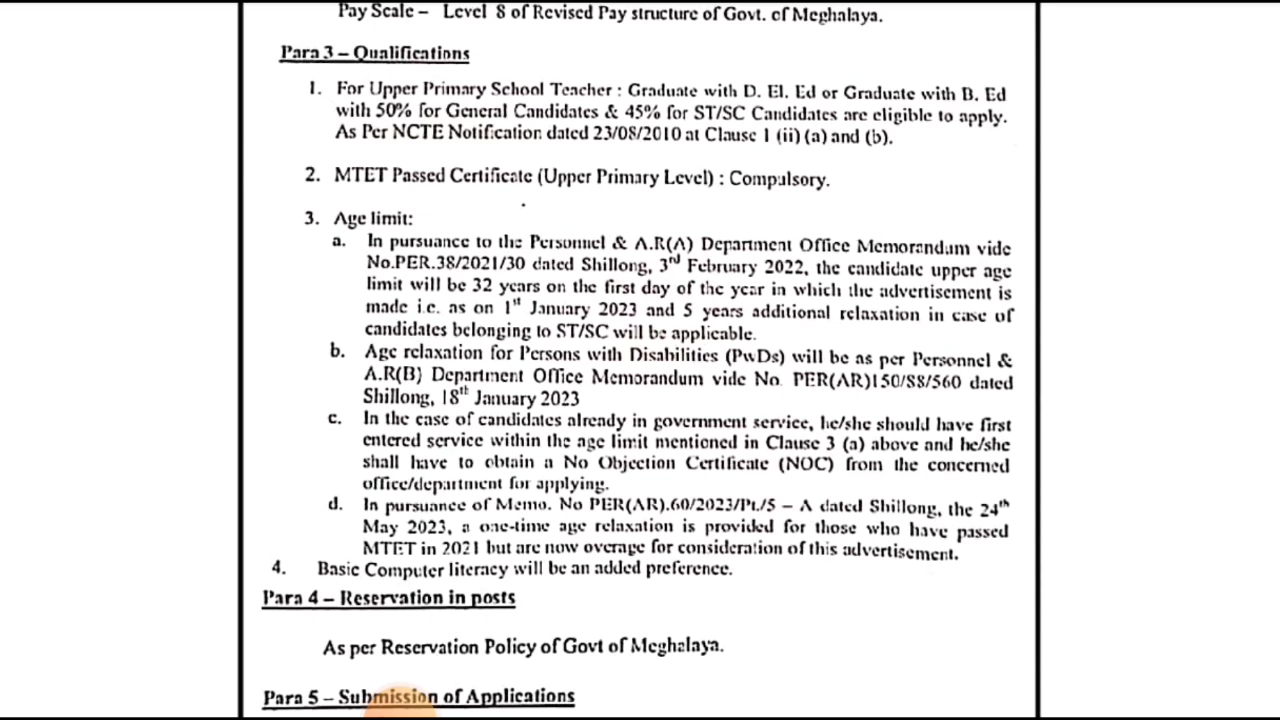 Pay Scale – Level 8 of Revised Pay structure of Govt. of Meghalaya.
Para 3 – Qualifications
1. For Upper Primary School Teacher : Graduate with D. El. Ed or Graduate with B. Ed
with 50% for General Candidates & 45% for ST/SC Candidates are eligible to apply.
As Per NCTE Notification dated 23/08/2010 at Clause 1 (ii) (a) and (b).
2. MTET Passed Certificate (Upper Primary Level) : Compulsory.
3. Age limit:
a. In pursuance to the Personnel & A.R(A) Department Office Memorandum vide
No.PER.38/2021/30 dated Shillong, 3rd February 2022, the candidate upper age
limit will be 32 years on the first day of the year in which the advertisement is
made i.e. as on 1st January 2023 and 5 years additional relaxation in case of
candidates belonging to ST/SC will be applicable.
b. Age relaxation for Persons with Disabilities (PwDs) will be as per Personnel &
A.R(B) Department Office Memorandum vide No. PER(AR)150/88/560 dated
Shillong, 18th January 2023
c. In the case of candidates already in government service, he/she should have first
entered service within the age limit mentioned in Clause 3 (a) above and he/she
shall have to obtain a No Objection Certificate (NOC) from the concerned
office/department for applying.
d. In pursuance of Memo. No PER(AR).60/2023/Pt./5 – A dated Shillong, the 24th
May 2023, a one-time age relaxation is provided for those who have passed
MTET in 2021 but are now overage for consideration of this advertisement.
4. Basic Computer literacy will be an added preference.
Para 4 – Reservation in posts
As per Reservation Policy of Govt of Meghalaya.
Para 5 – Submission of Applications